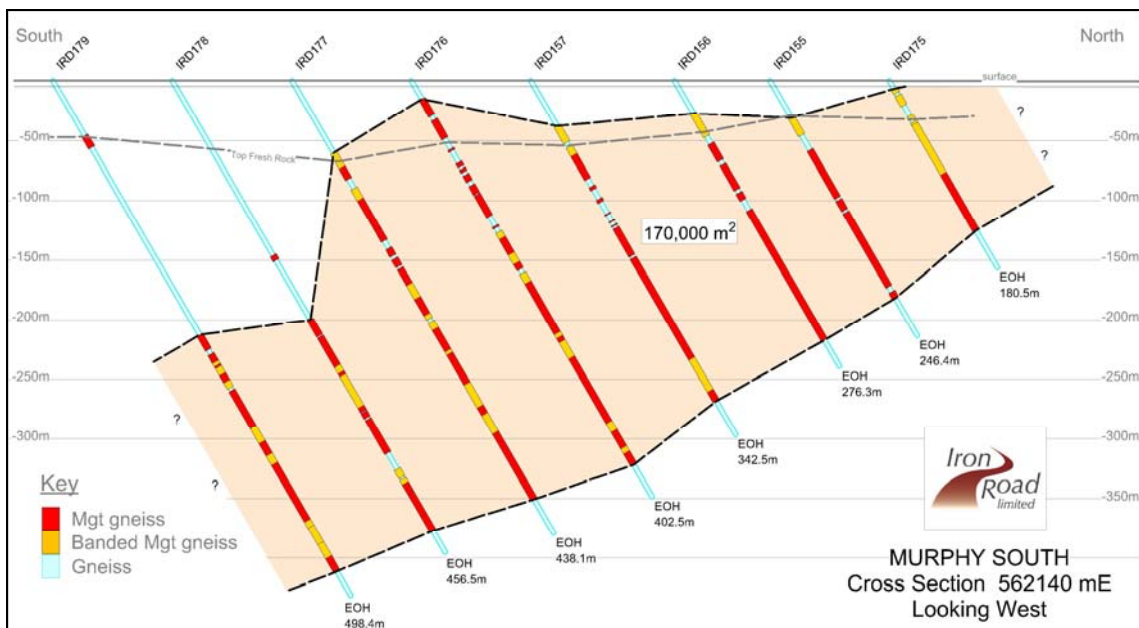 South
North
IRD179
IRD178
IRD177
IRD176
IRD157
IRD156
IRD155
IRD175
surface
Top Fresh Rock
-50m
-50m
-100m
-100m
-150m
-150m
-200m
-200m
-250m
-250m
-300m
-300m
-350m
170,000 m²
?
?
?
?
EOH
180.5m
EOH
246.4m
EOH
276.3m
EOH
342.5m
EOH
402.5m
EOH
438.1m
EOH
456.5m
EOH
498.4m
Key
Mgt gneiss
Banded Mgt gneiss
Gneiss
Iron
Road
limited
MURPHY SOUTH
Cross Section 562140 mE
Looking West